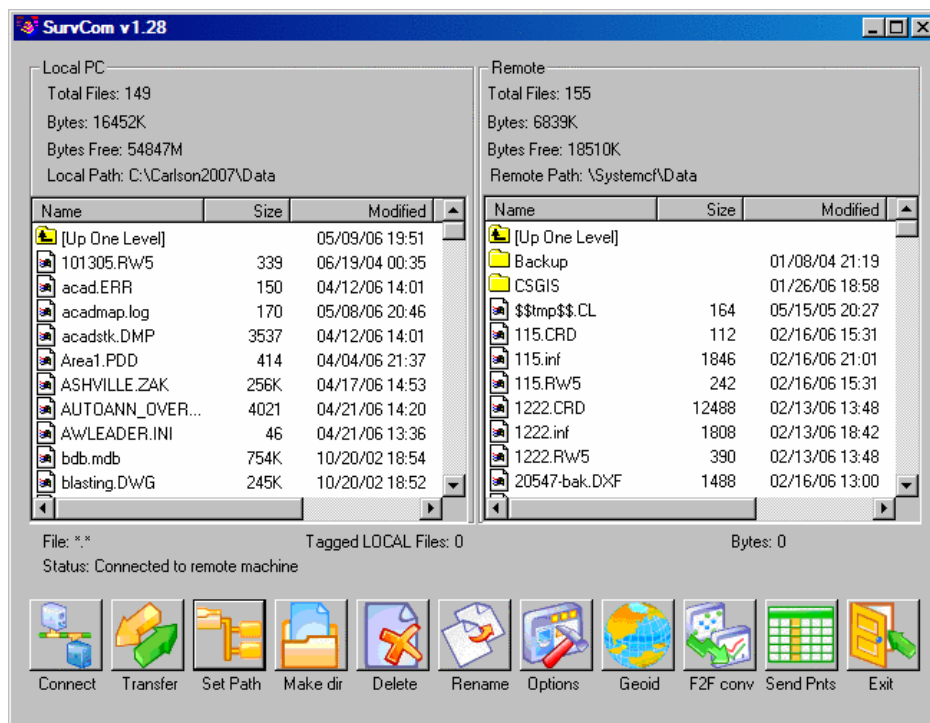 SurvCom v1.28
Local PC
Total Files: 149
Bytes: 16452K
Bytes Free: 54847M
Local Path: C:\Carlson2007\Data
Name Size Modified
[Up One Level] 05/09/06 19:51
101305.RW5 339 06/19/04 00:35
acad.ERR 150 04/12/06 14:01
acadmap.log 170 05/08/06 20:46
acadstk.DMP 3537 04/12/06 14:01
Area1.PDD 414 04/04/06 21:37
ASHVILLE.ZAK 256K 04/17/06 14:53
AUTOANN_OVER... 4021 04/21/06 14:20
AWLEADER.INI 46 04/21/06 13:36
bdb.mdb 754K 10/20/02 18:54
blasting.DWG 245K 10/20/02 18:52
Remote
Total Files: 155
Bytes: 6839K
Bytes Free: 18510K
Remote Path: \Systemcf\Data
Name Size Modified
[Up One Level]
Backup 01/08/04 21:19
CSGIS 01/26/06 18:58
$$tmp$$.CL 164 05/15/05 20:27
115.CRD 112 02/16/06 15:31
115.inf 1846 02/16/06 21:01
115.RW5 242 02/16/06 15:31
1222.CRD 12488 02/13/06 13:48
1222.inf 1808 02/13/06 18:42
1222.RW5 390 02/13/06 13:48
20547-bak.DXF 1488 02/16/06 13:00
File: *.* Tagged LOCAL Files: 0 Bytes: 0
Status: Connected to remote machine
Connect Transfer Set Path Make dir Delete Rename Options Geoid F2F conv Send Pnts Exit